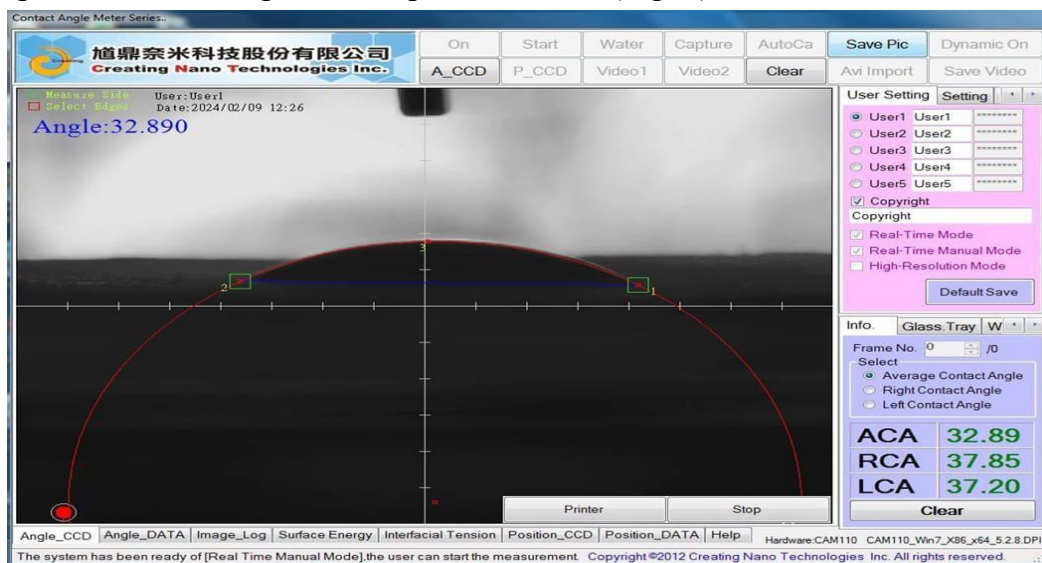 Contact Angle Meter Series..
馗鼎奈米科技股份有限公司
Creating Nano Technologies Inc.
On Start Water Capture AutoCa Save Pic Dynamic On
A_CCD P_CCD Video1 Video2 Clear Avi Import Save Video
Measure Side User:User1
Select Edges Date:2024/02/09 12:26
Angle:32.890
3
2
1
User Setting Setting
User1 User1 ********
User2 User2 ********
User3 User3 ********
User4 User4 ********
User5 User5 ********
Copyright
Copyright
Real-Time Mode
Real-Time Manual Mode
High-Resolution Mode
Default Save
Info. Glass.Tray W
Frame No. 0 /0
Select
Average Contact Angle
Right Contact Angle
Left Contact Angle
ACA 32.89
RCA 37.85
LCA 37.20
Clear
Printer Stop
Angle_CCD Angle_DATA Image_Log Surface Energy Interfacial Tension Position_CCD Position_DATA Help Hardware:CAM110 CAM110_Win7_X86_x64_5.2.8.DPI
The system has been ready of [Real Time Manual Mode],the user can start the measurement. Copyright©2012 Creating Nano Technologies Inc. All rights reserved.